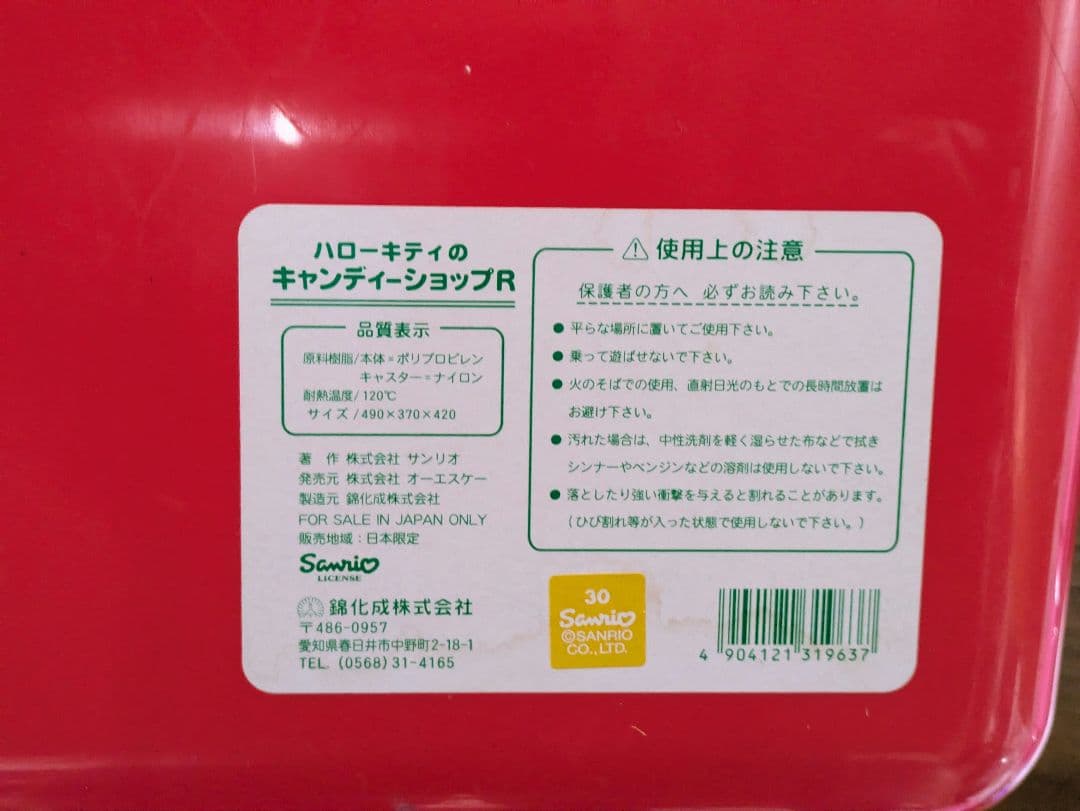 ハローキティの
キャンディーショップR
品質表示
原料樹脂/本体=ポリプロピレン
キャスター=ナイロン
耐熱温度/120℃
サイズ/490×370×420
著 作 株式会社 サンリオ
発売元 株式会社 オーエスケー
製造元 錦化成株式会社
FOR SALE IN JAPAN ONLY
販売地域:日本限定
Sanrio
LICENSE
錦化成株式会社
〒486-0957
愛知県春日井市中野町2-18-1
TEL. (0568)31-4165
⚠使用上の注意
保護者の方へ 必ずお読み下さい。
●平らな場所に置いてご使用下さい。
●乗って遊ばせないで下さい。
●火のそばでの使用、直射日光のもとでの長時間放置は
お避け下さい。
●汚れた場合は、中性洗剤を軽く湿らせた布などで拭き
シンナーやベンジンなどの溶剤は使用しないで下さい。
●落としたり強い衝撃を与えると割れることがあります。
(ひび割れ等が入った状態で使用しないで下さい。)
30
Sanrio
©SANRIO
CO.,LTD.
4 904121 319637